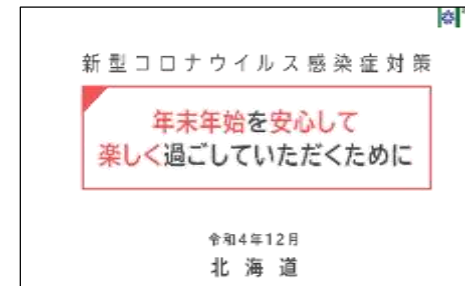 新型コロナウイルス感染症対策
年末年始を安心して
楽しく過ごしていただくために
令和4年12月
北海道